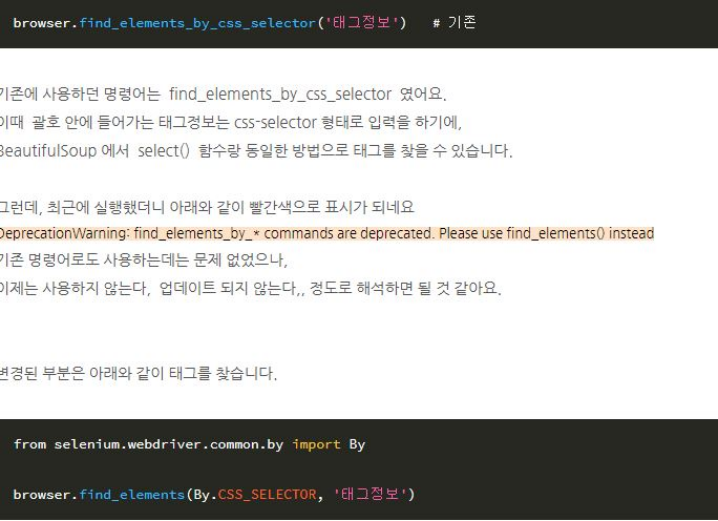 browser.find_elements_by_css_selector('태그정보')   # 기존
기존에 사용하던 명령어는 find_elements_by_css_selector 였어요.
이때 괄호 안에 들어가는 태그정보는 css-selector 형태로 입력을 하기에,
BeautifulSoup 에서 select() 함수랑 동일한 방법으로 태그를 찾을 수 있습니다.
그런데, 최근에 실행했더니 아래와 같이 빨간색으로 표시가 되네요
DeprecationWarning: find_elements_by_* commands are deprecated. Please use find_elements() instead
기존 명령어로도 사용하는데는 문제 없었으나,
이제는 사용하지 않는다, 업데이트 되지 않는다,, 정도로 해석하면 될 것 같아요.
변경된 부분은 아래와 같이 태그를 찾습니다.
from selenium.webdriver.common.by import By
browser.find_elements(By.CSS_SELECTOR, '태그정보')